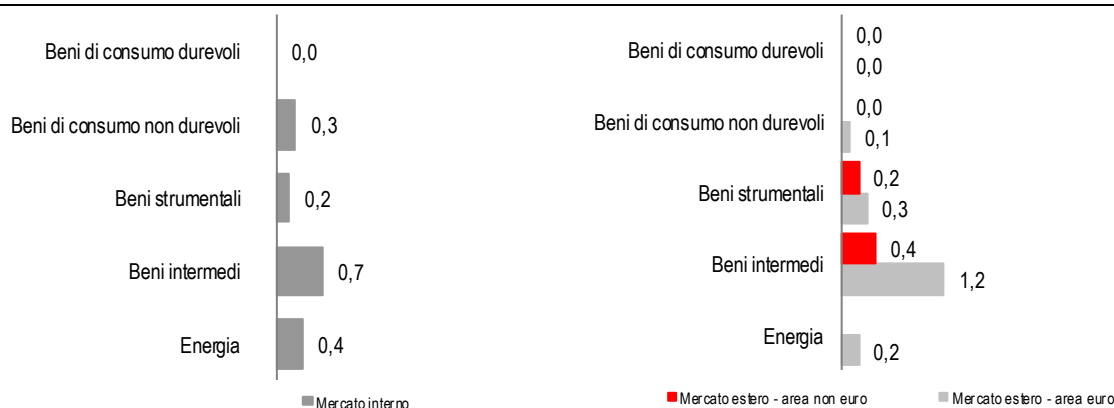 Beni di consumo durevoli
0,0
Beni di consumo non durevoli
0,3
Beni strumentali
0,2
Beni intermedi
0,7
Energia
0,4
Mercato interno
Beni di consumo durevoli
0,0
0,0
Beni di consumo non durevoli
0,0
0,1
Beni strumentali
0,2
0,3
Beni intermedi
0,4
1,2
Energia
0,2
Mercato estero - area non euro
Mercato estero - area euro